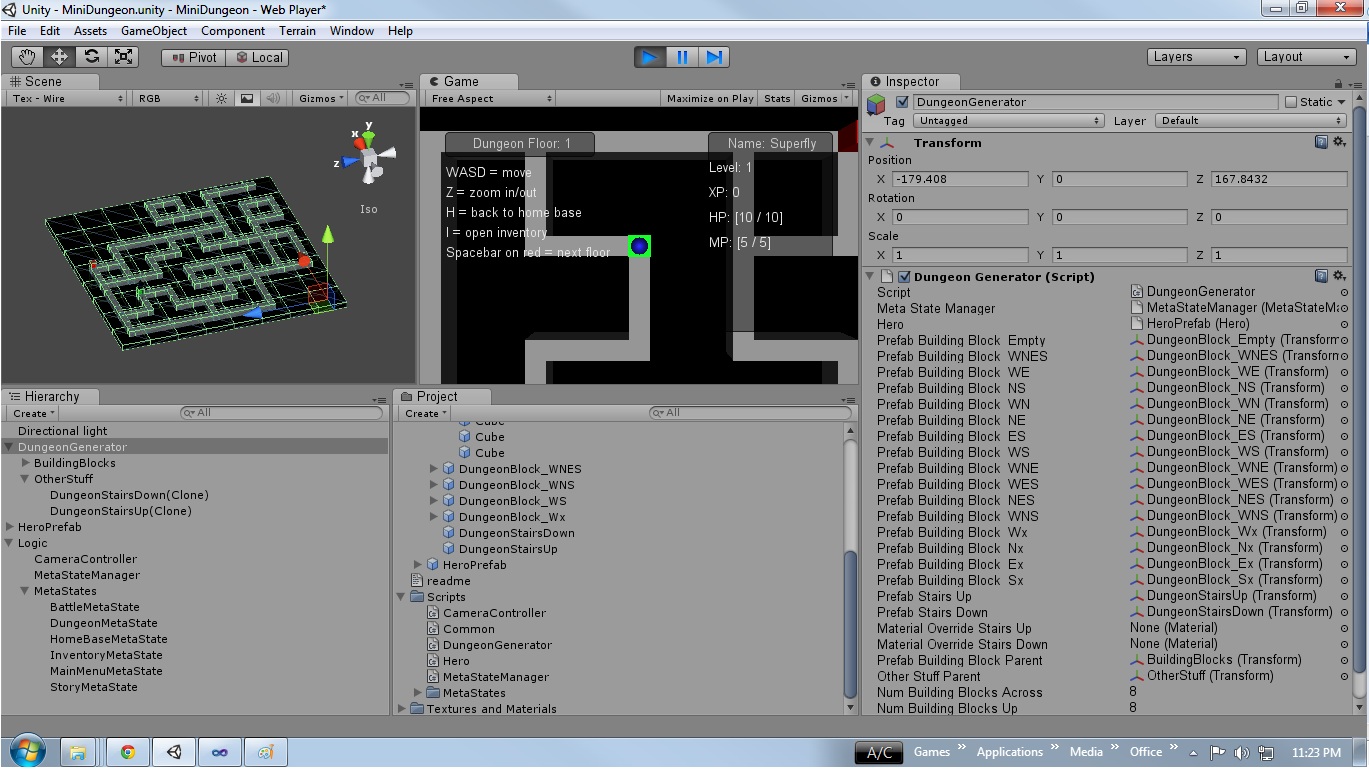 Unity - MiniDungeon.unity - MiniDungeon - Web Player*
File Edit Assets GameObject Component Terrain Window Help
Pivot Local Layers Layout
Scene
Tex - Wire RGB Gizmos All
y
x
z
Iso
Game
Free Aspect Maximize on Play Stats Gizmos
Dungeon Floor: 1
WASD = move
Z = zoom in/out
H = back to home base
I = open inventory
Spacebar on red = next floor
Name: Superfly
Level: 1
XP: 0
HP: [10 / 10]
MP: [5 / 5]
Hierarchy
Create All
Directional light
DungeonGenerator
BuildingBlocks
OtherStuff
DungeonStairsDown(Clone)
DungeonStairsUp(Clone)
HeroPrefab
Logic
CameraController
MetaStateManager
MetaStates
BattleMetaState
DungeonMetaState
HomeBaseMetaState
InventoryMetaState
MainMenuMetaState
StoryMetaState
Project
Create All
Cube
Cube
Cube
DungeonBlock_WNES
DungeonBlock_WNS
DungeonBlock_WS
DungeonBlock_Wx
DungeonStairsDown
DungeonStairsUp
HeroPrefab
readme
Scripts
CameraController
Common
DungeonGenerator
Hero
MetaStateManager
MetaStates
Textures and Materials
Inspector
DungeonGenerator Static
Tag Untagged Layer Default
Transform
Position
X -179.408 Y 0 Z 167.8432
Rotation
X 0 Y 0 Z 0
Scale
X 1 Y 1 Z 1
Dungeon Generator (Script)
Script DungeonGenerator
Meta State Manager MetaStateManager (MetaStateMa
Hero HeroPrefab (Hero)
Prefab Building Block Empty DungeonBlock_Empty (Transform
Prefab Building Block WNES DungeonBlock_WNES (Transform
Prefab Building Block WE DungeonBlock_WE (Transform)
Prefab Building Block NS DungeonBlock_NS (Transform)
Prefab Building Block WN DungeonBlock_WN (Transform)
Prefab Building Block NE DungeonBlock_NE (Transform)
Prefab Building Block ES DungeonBlock_ES (Transform)
Prefab Building Block WS DungeonBlock_WS (Transform)
Prefab Building Block WNE DungeonBlock_WNE (Transform)
Prefab Building Block WES DungeonBlock_WES (Transform)
Prefab Building Block NES DungeonBlock_NES (Transform)
Prefab Building Block WNS DungeonBlock_WNS (Transform)
Prefab Building Block Wx DungeonBlock_Wx (Transform)
Prefab Building Block Nx DungeonBlock_Nx (Transform)
Prefab Building Block Ex DungeonBlock_Ex (Transform)
Prefab Building Block Sx DungeonBlock_Sx (Transform)
Prefab Stairs Up DungeonStairsUp (Transform)
Prefab Stairs Down DungeonStairsDown (Transform)
Material Override Stairs Up None (Material)
Material Override Stairs Down None (Material)
Prefab Building Block Parent BuildingBlocks (Transform)
Other Stuff Parent OtherStuff (Transform)
Num Building Blocks Across 8
Num Building Blocks Up 8
A/C Games Applications Media Office 11:23 PM